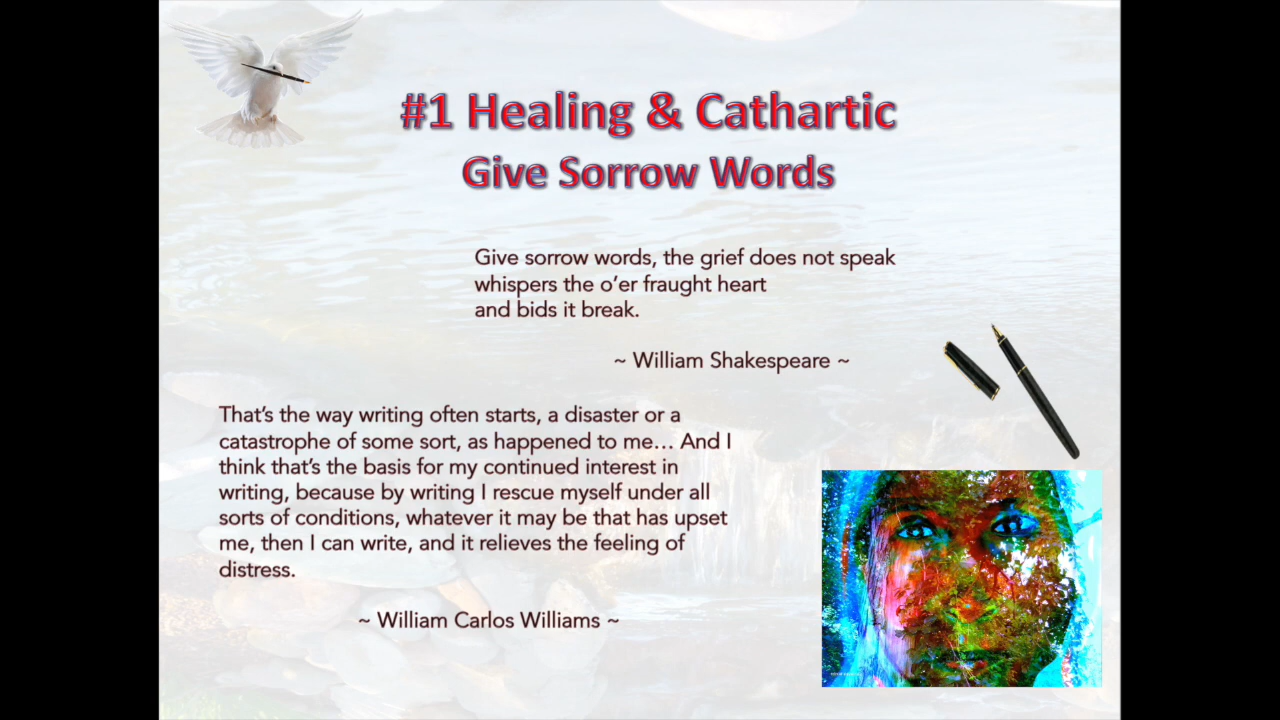 #1 Healing & Cathartic
Give Sorrow Words
Give sorrow words, the grief does not speak
whispers the o’er fraught heart
and bids it break.
~ William Shakespeare ~
That’s the way writing often starts, a disaster or a
catastrophe of some sort, as happened to me… And I
think that’s the basis for my continued interest in
writing, because by writing I rescue myself under all
sorts of conditions, whatever it may be that has upset
me, then I can write, and it relieves the feeling of
distress.
~ William Carlos Williams ~